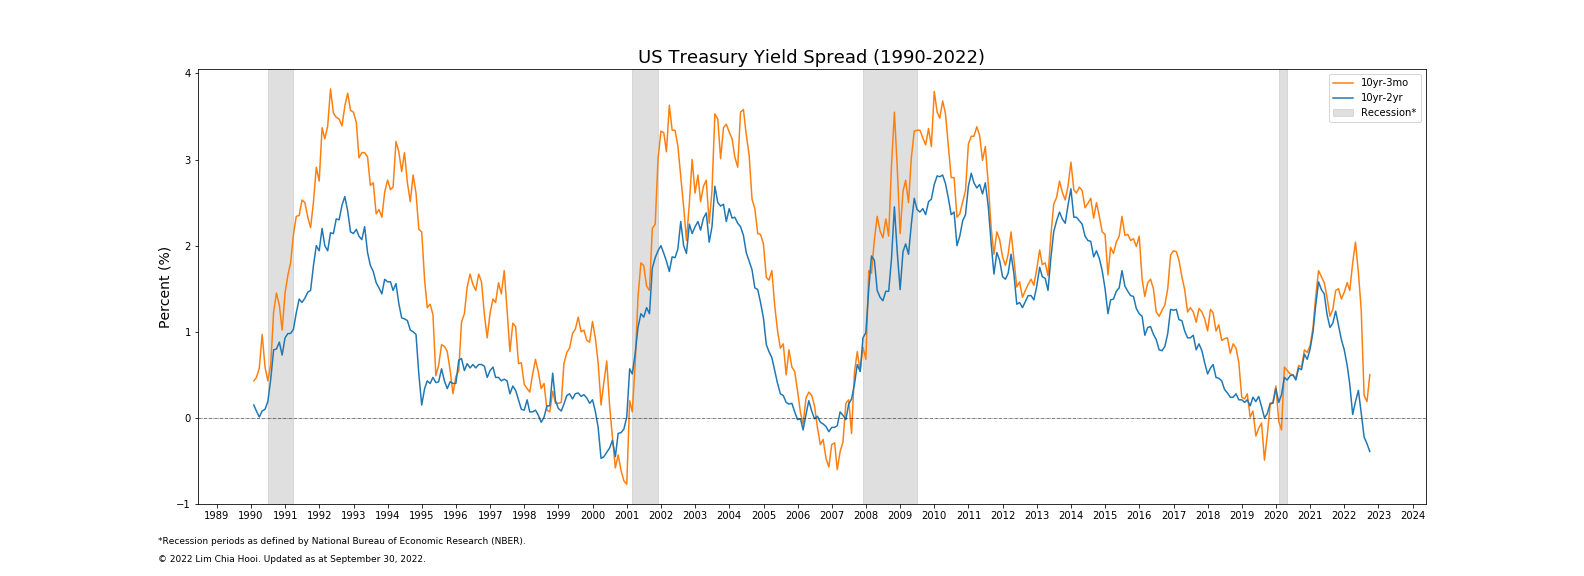 US Treasury Yield Spread (1990-2022)
Percent (%)
4
3
2
1
0
−1
10yr-3mo
10yr-2yr
Recession*
1989 1990 1991 1992 1993 1994 1995 1996 1997 1998 1999 2000 2001 2002 2003 2004 2005 2006 2007 2008 2009 2010 2011 2012 2013 2014 2015 2016 2017 2018 2019 2020 2021 2022 2023 2024
*Recession periods as defined by National Bureau of Economic Research (NBER).
© 2022 Lim Chia Hooi. Updated as at September 30, 2022.